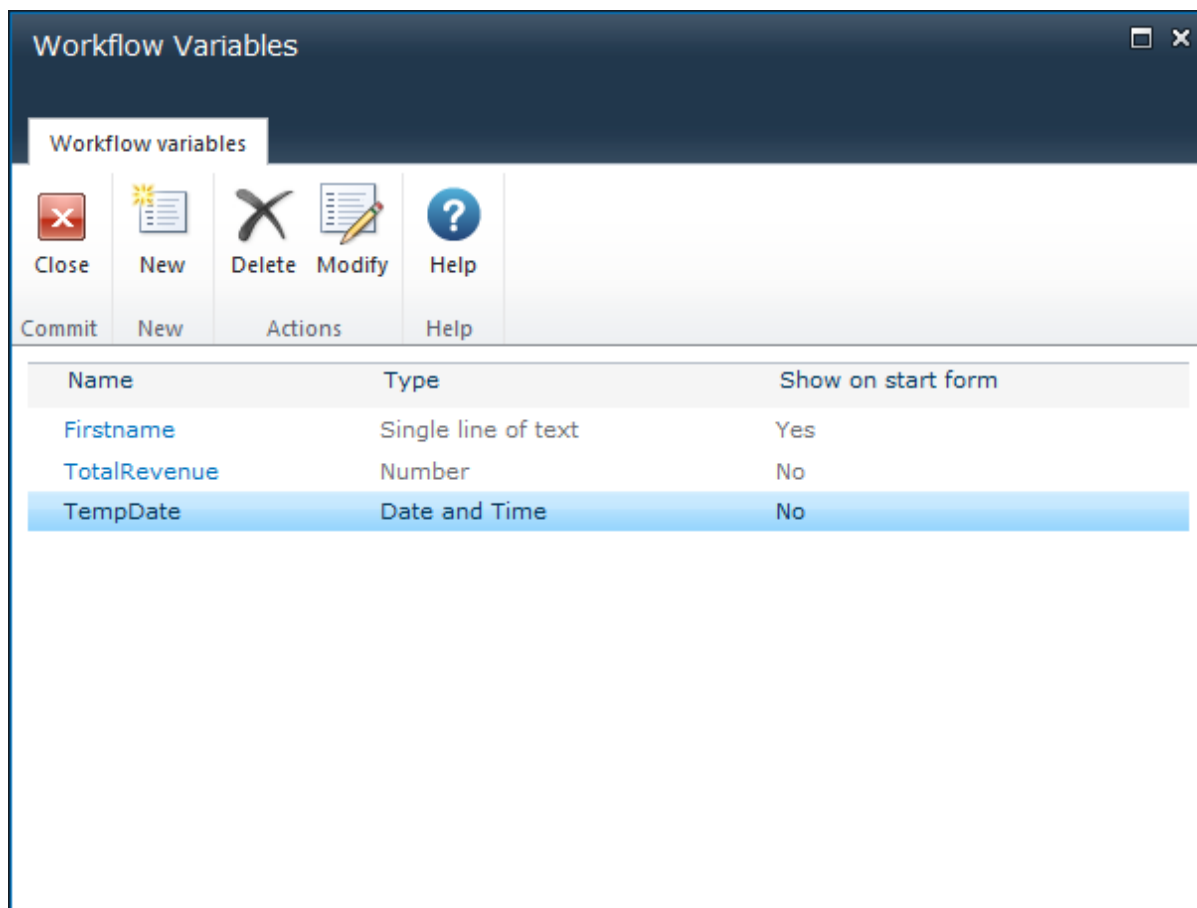 Workflow Variables
Workflow variables
Close New Delete Modify Help
Commit New Actions Help
Name Type Show on start form
Firstname Single line of text Yes
TotalRevenue Number No
TempDate Date and Time No